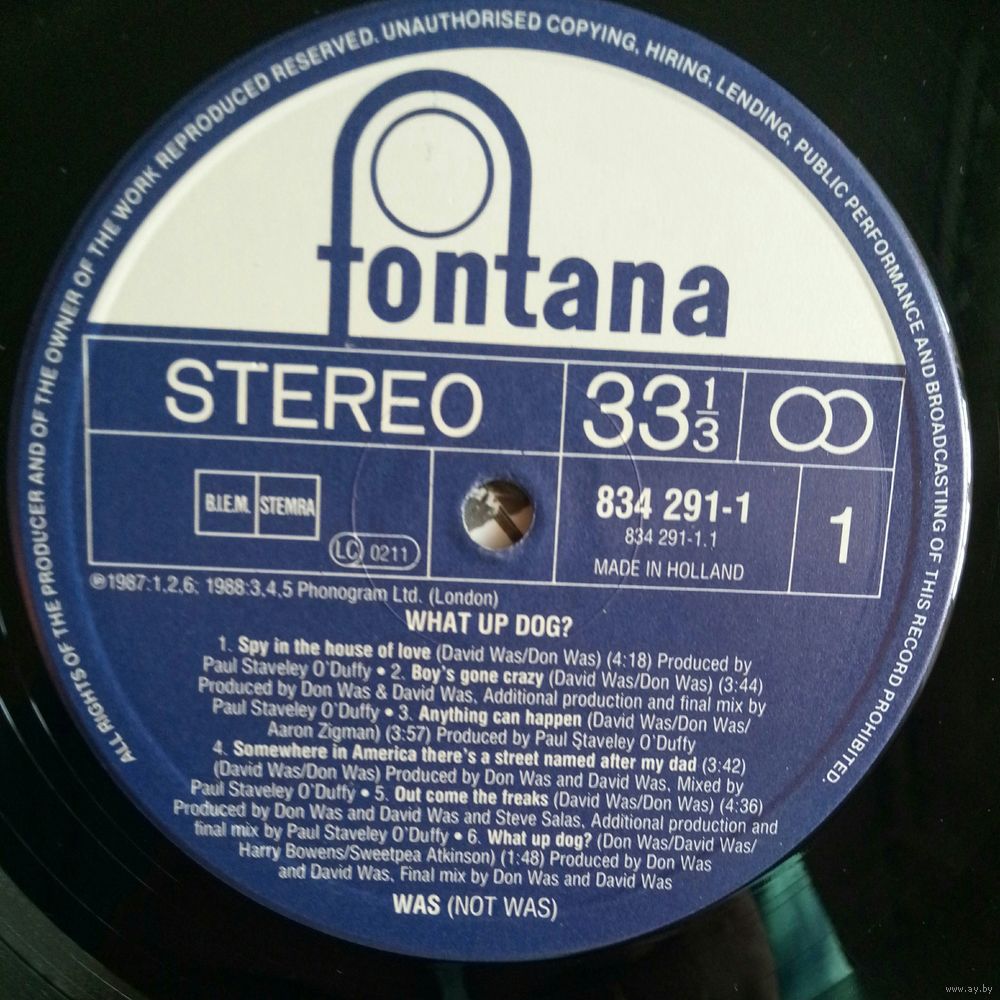 ALL RIGHTS OF THE PRODUCER AND OF THE OWNER OF THE WORK REPRODUCED RESERVED. UNAUTHORISED COPYING, HIRING, LENDING, PUBLIC PERFORMANCE AND BROADCASTING OF THIS RECORD PROHIBITED.
fontana
STEREO
33 1/3
B.I.E.M. STEMRA
LC 0211
834 291-1
834 291-1.1
MADE IN HOLLAND
1
℗1987:1,2,6; 1988:3,4,5 Phonogram Ltd. (London)
WHAT UP DOG?
1. Spy in the house of love (David Was/Don Was) (4:18) Produced by
Paul Staveley O'Duffy • 2. Boy's gone crazy (David Was/Don Was) (3:44)
Produced by Don Was & David Was, Additional production and final mix by
Paul Staveley O'Duffy • 3. Anything can happen (David Was/Don Was/
Aaron Zigman) (3:57) Produced by Paul Staveley O'Duffy
4. Somewhere in America there's a street named after my dad (3:42)
(David Was/Don Was) Produced by Don Was and David Was, Mixed by
Paul Staveley O'Duffy • 5. Out come the freaks (David Was/Don Was) (4:36)
Produced by Don Was and David Was and Steve Salas, Additional production and
final mix by Paul Staveley O'Duffy • 6. What up dog? (Don Was/David Was/
Harry Bowens/Sweetpea Atkinson) (1:48) Produced by Don Was
and David Was, Final mix by Don Was and David Was
WAS (NOT WAS)
www.ay.by